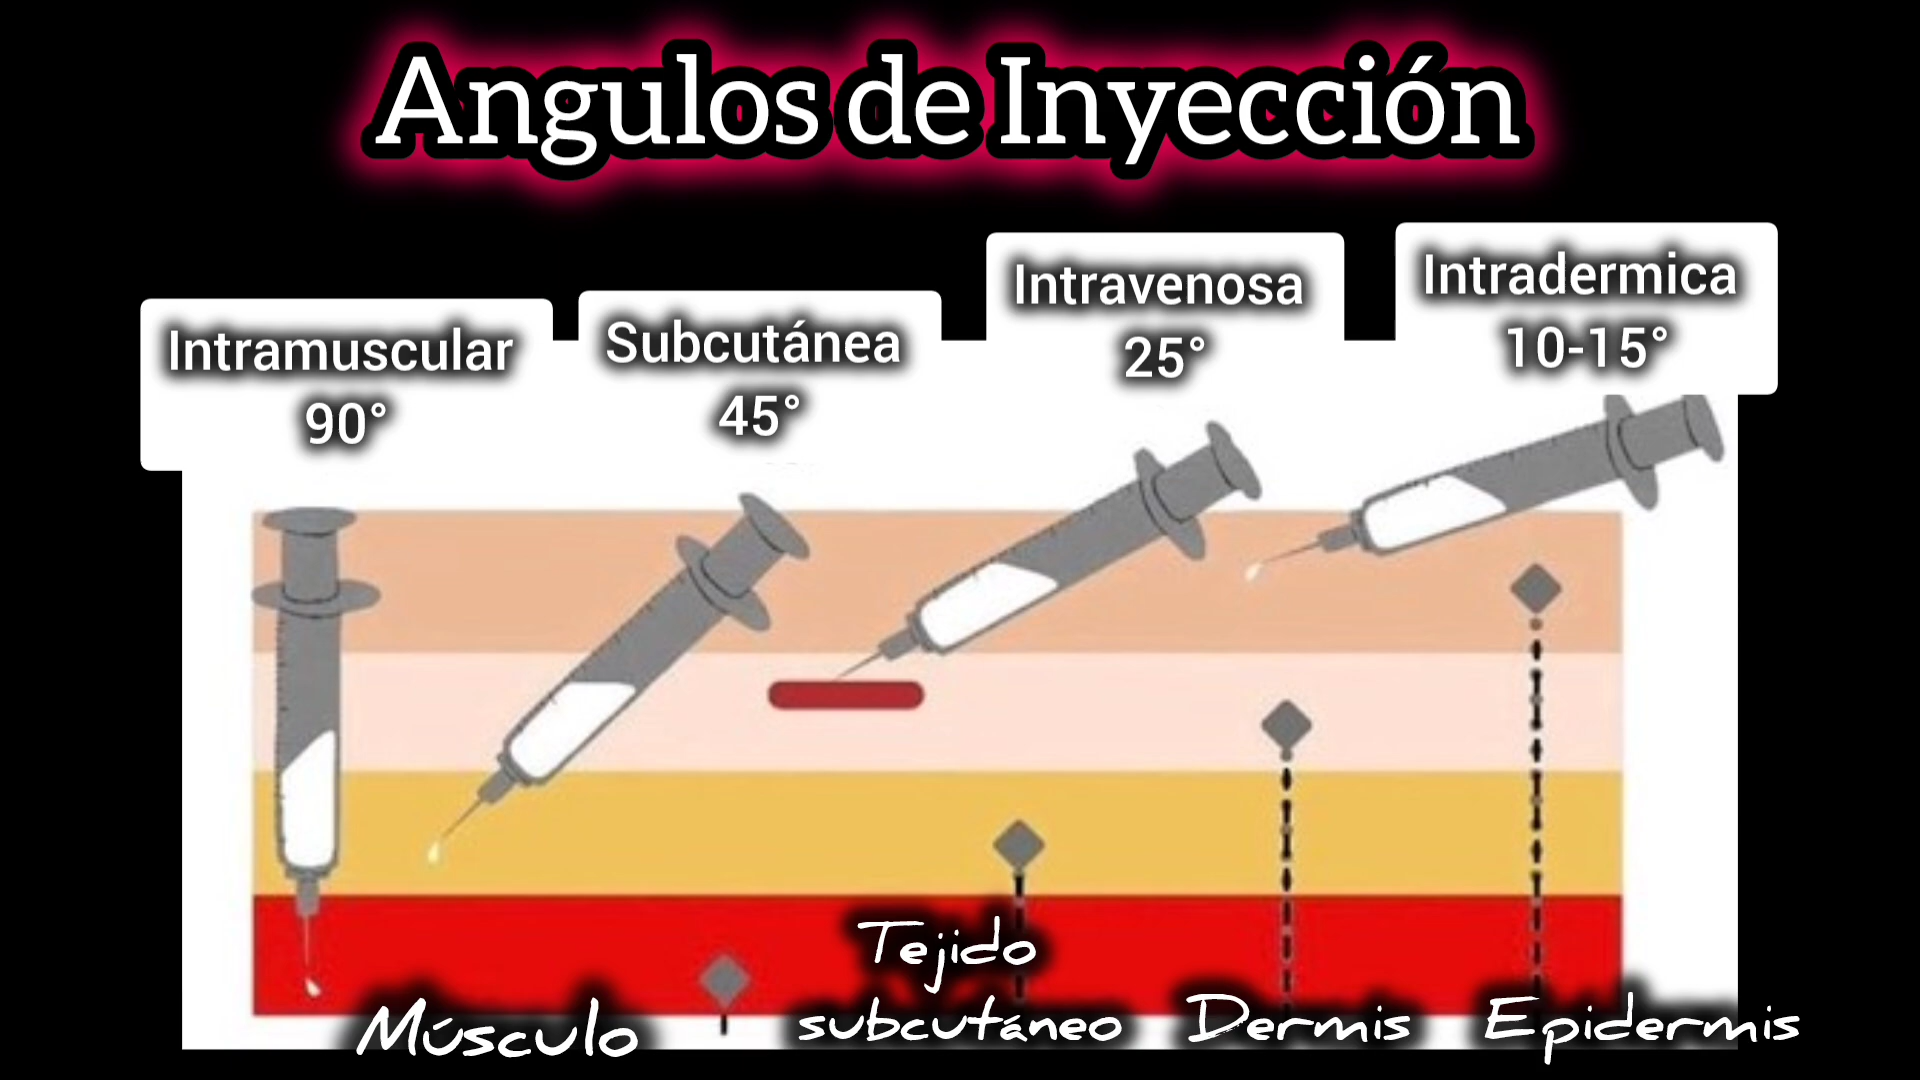 Angulos de Inyección
Intramuscular
90°
Subcutánea
45°
Intravenosa
25°
Intradermica
10-15°
Músculo
Tejido
subcutáneo
Dermis
Epidermis